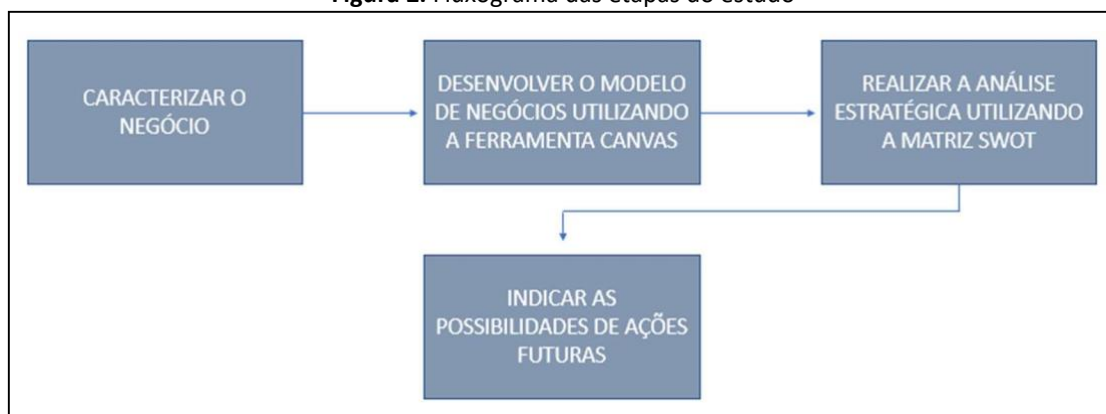 Figura 2. Fluxograma das etapas do estudo
CARACTERIZAR O
NEGÓCIO
DESENVOLVER O MODELO
DE NEGÓCIOS UTILIZANDO
A FERRAMENTA CANVAS
REALIZAR A ANÁLISE
ESTRATÉGICA UTILIZANDO
A MATRIZ SWOT
INDICAR AS
POSSIBILIDADES DE AÇÕES
FUTURAS